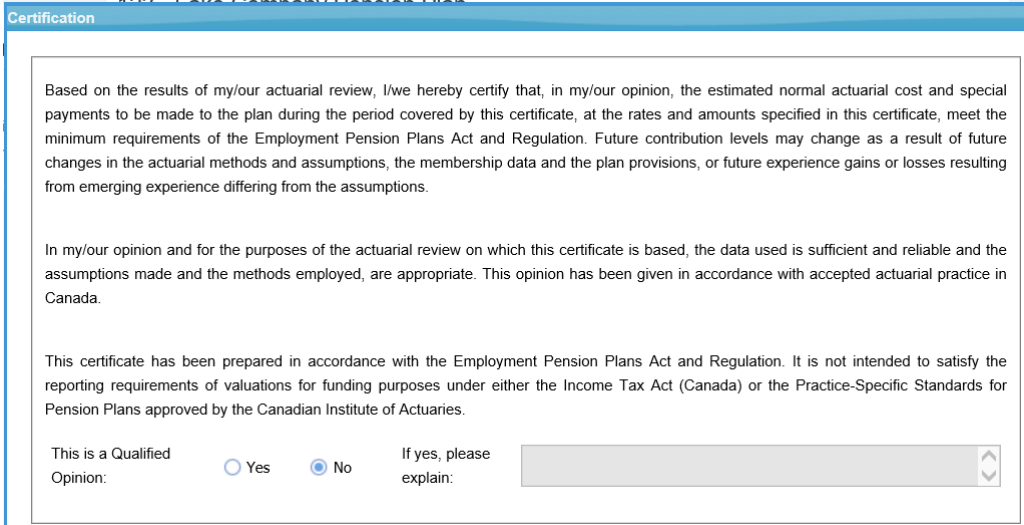 Lake Company Pension Plan
Certification
Based on the results of my/our actuarial review, I/we hereby certify that, in my/our opinion, the estimated normal actuarial cost and special
payments to be made to the plan during the period covered by this certificate, at the rates and amounts specified in this certificate, meet the
minimum requirements of the Employment Pension Plans Act and Regulation. Future contribution levels may change as a result of future
changes in the actuarial methods and assumptions, the membership data and the plan provisions, or future experience gains or losses resulting
from emerging experience differing from the assumptions.
In my/our opinion and for the purposes of the actuarial review on which this certificate is based, the data used is sufficient and reliable and the
assumptions made and the methods employed, are appropriate. This opinion has been given in accordance with accepted actuarial practice in
Canada.
This certificate has been prepared in accordance with the Employment Pension Plans Act and Regulation. It is not intended to satisfy the
reporting requirements of valuations for funding purposes under either the Income Tax Act (Canada) or the Practice-Specific Standards for
Pension Plans approved by the Canadian Institute of Actuaries.
This is a Qualified
Opinion:
Yes
No
If yes, please
explain: